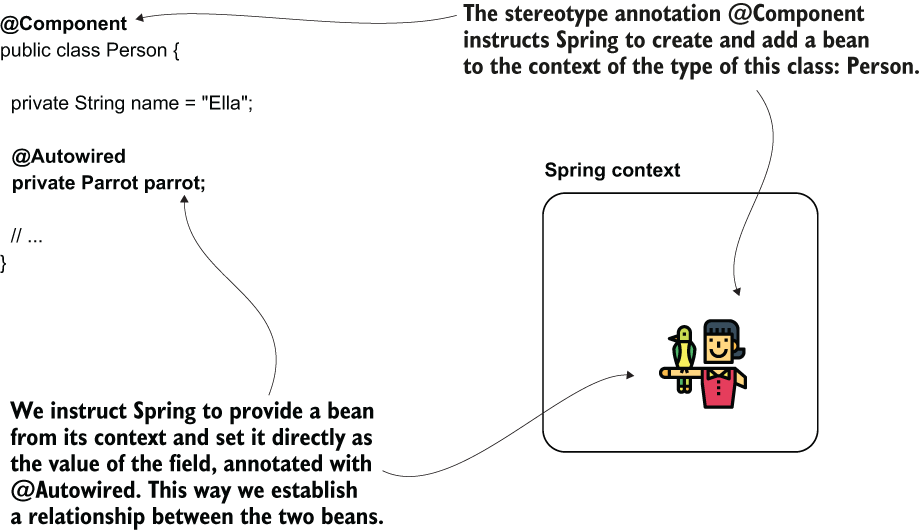 @Component
public class Person {
private String name = "Ella";
@Autowired
private Parrot parrot;
// ...
}
The stereotype annotation @Component
instructs Spring to create and add a bean
to the context of the type of this class: Person.
Spring context
We instruct Spring to provide a bean
from its context and set it directly as
the value of the field, annotated with
@Autowired. This way we establish
a relationship between the two beans.